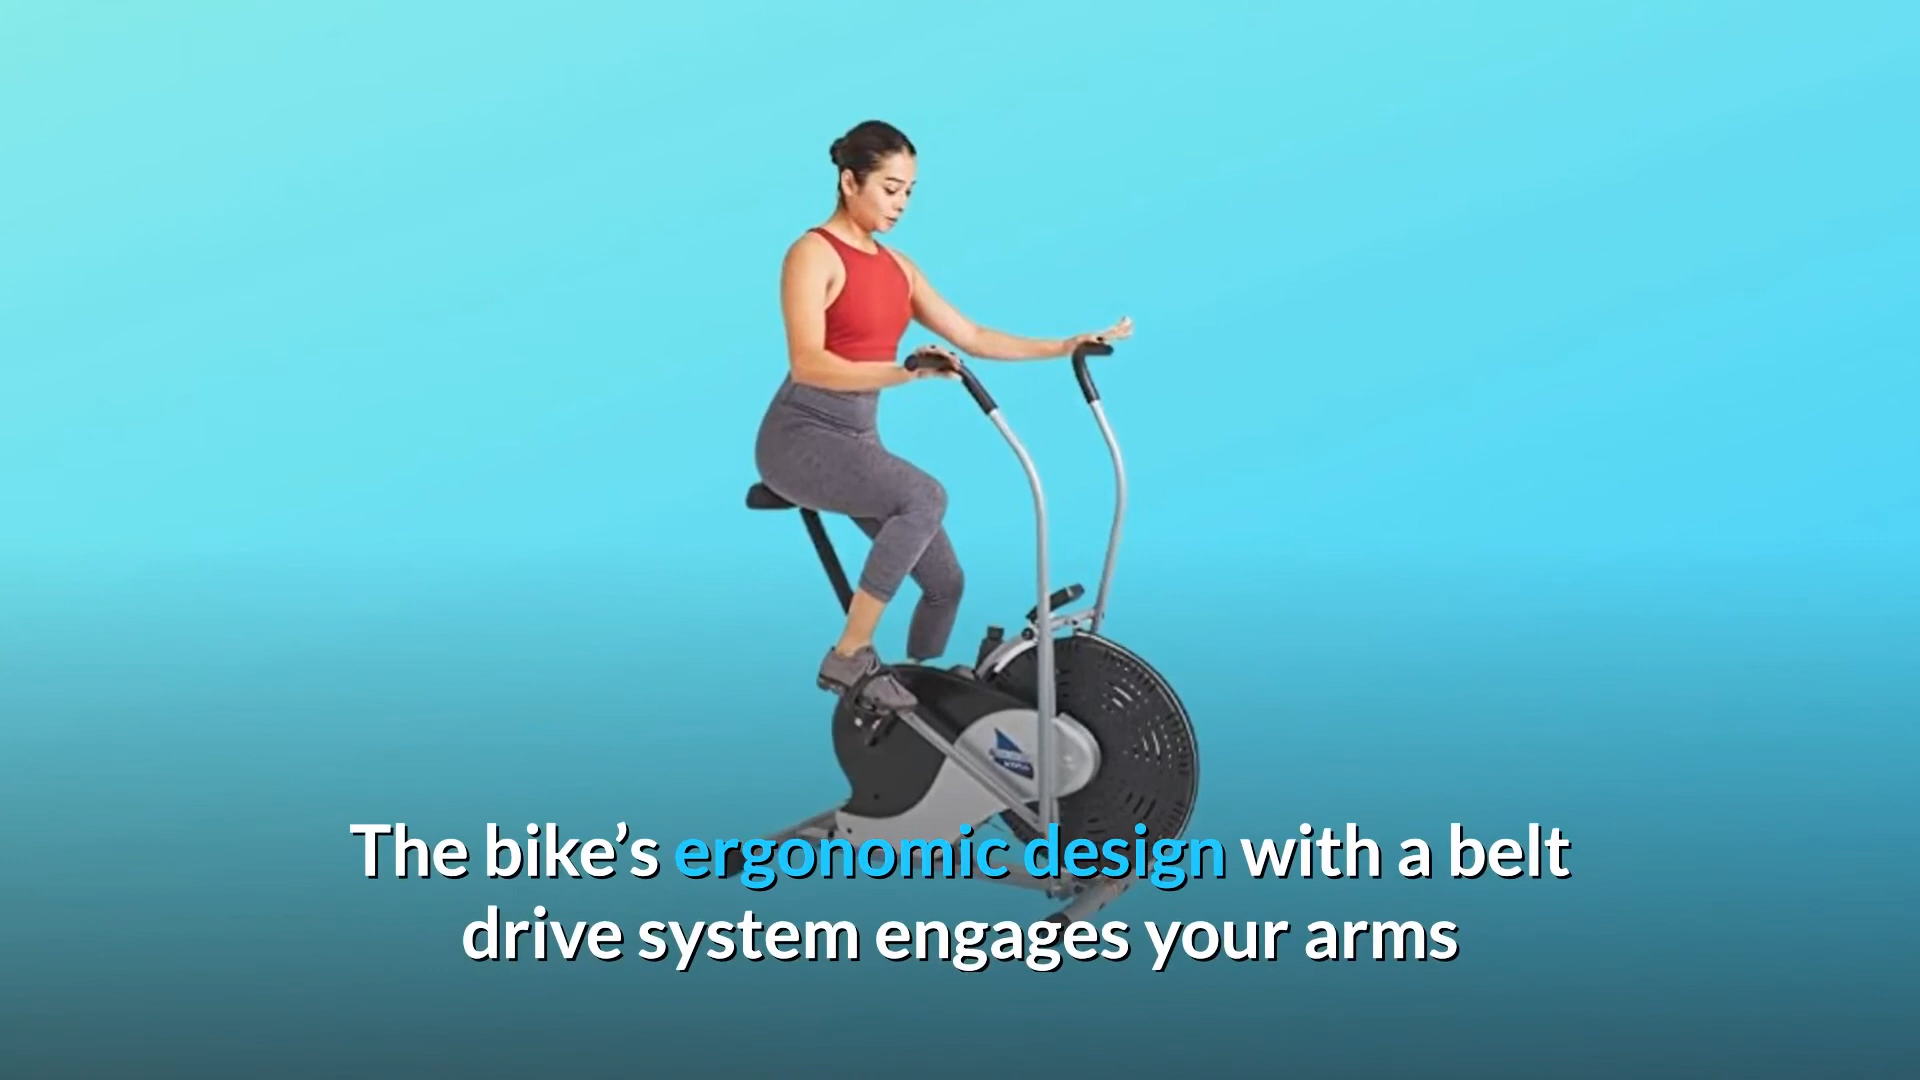 The bike’s ergonomic design with a belt
drive system engages your arms